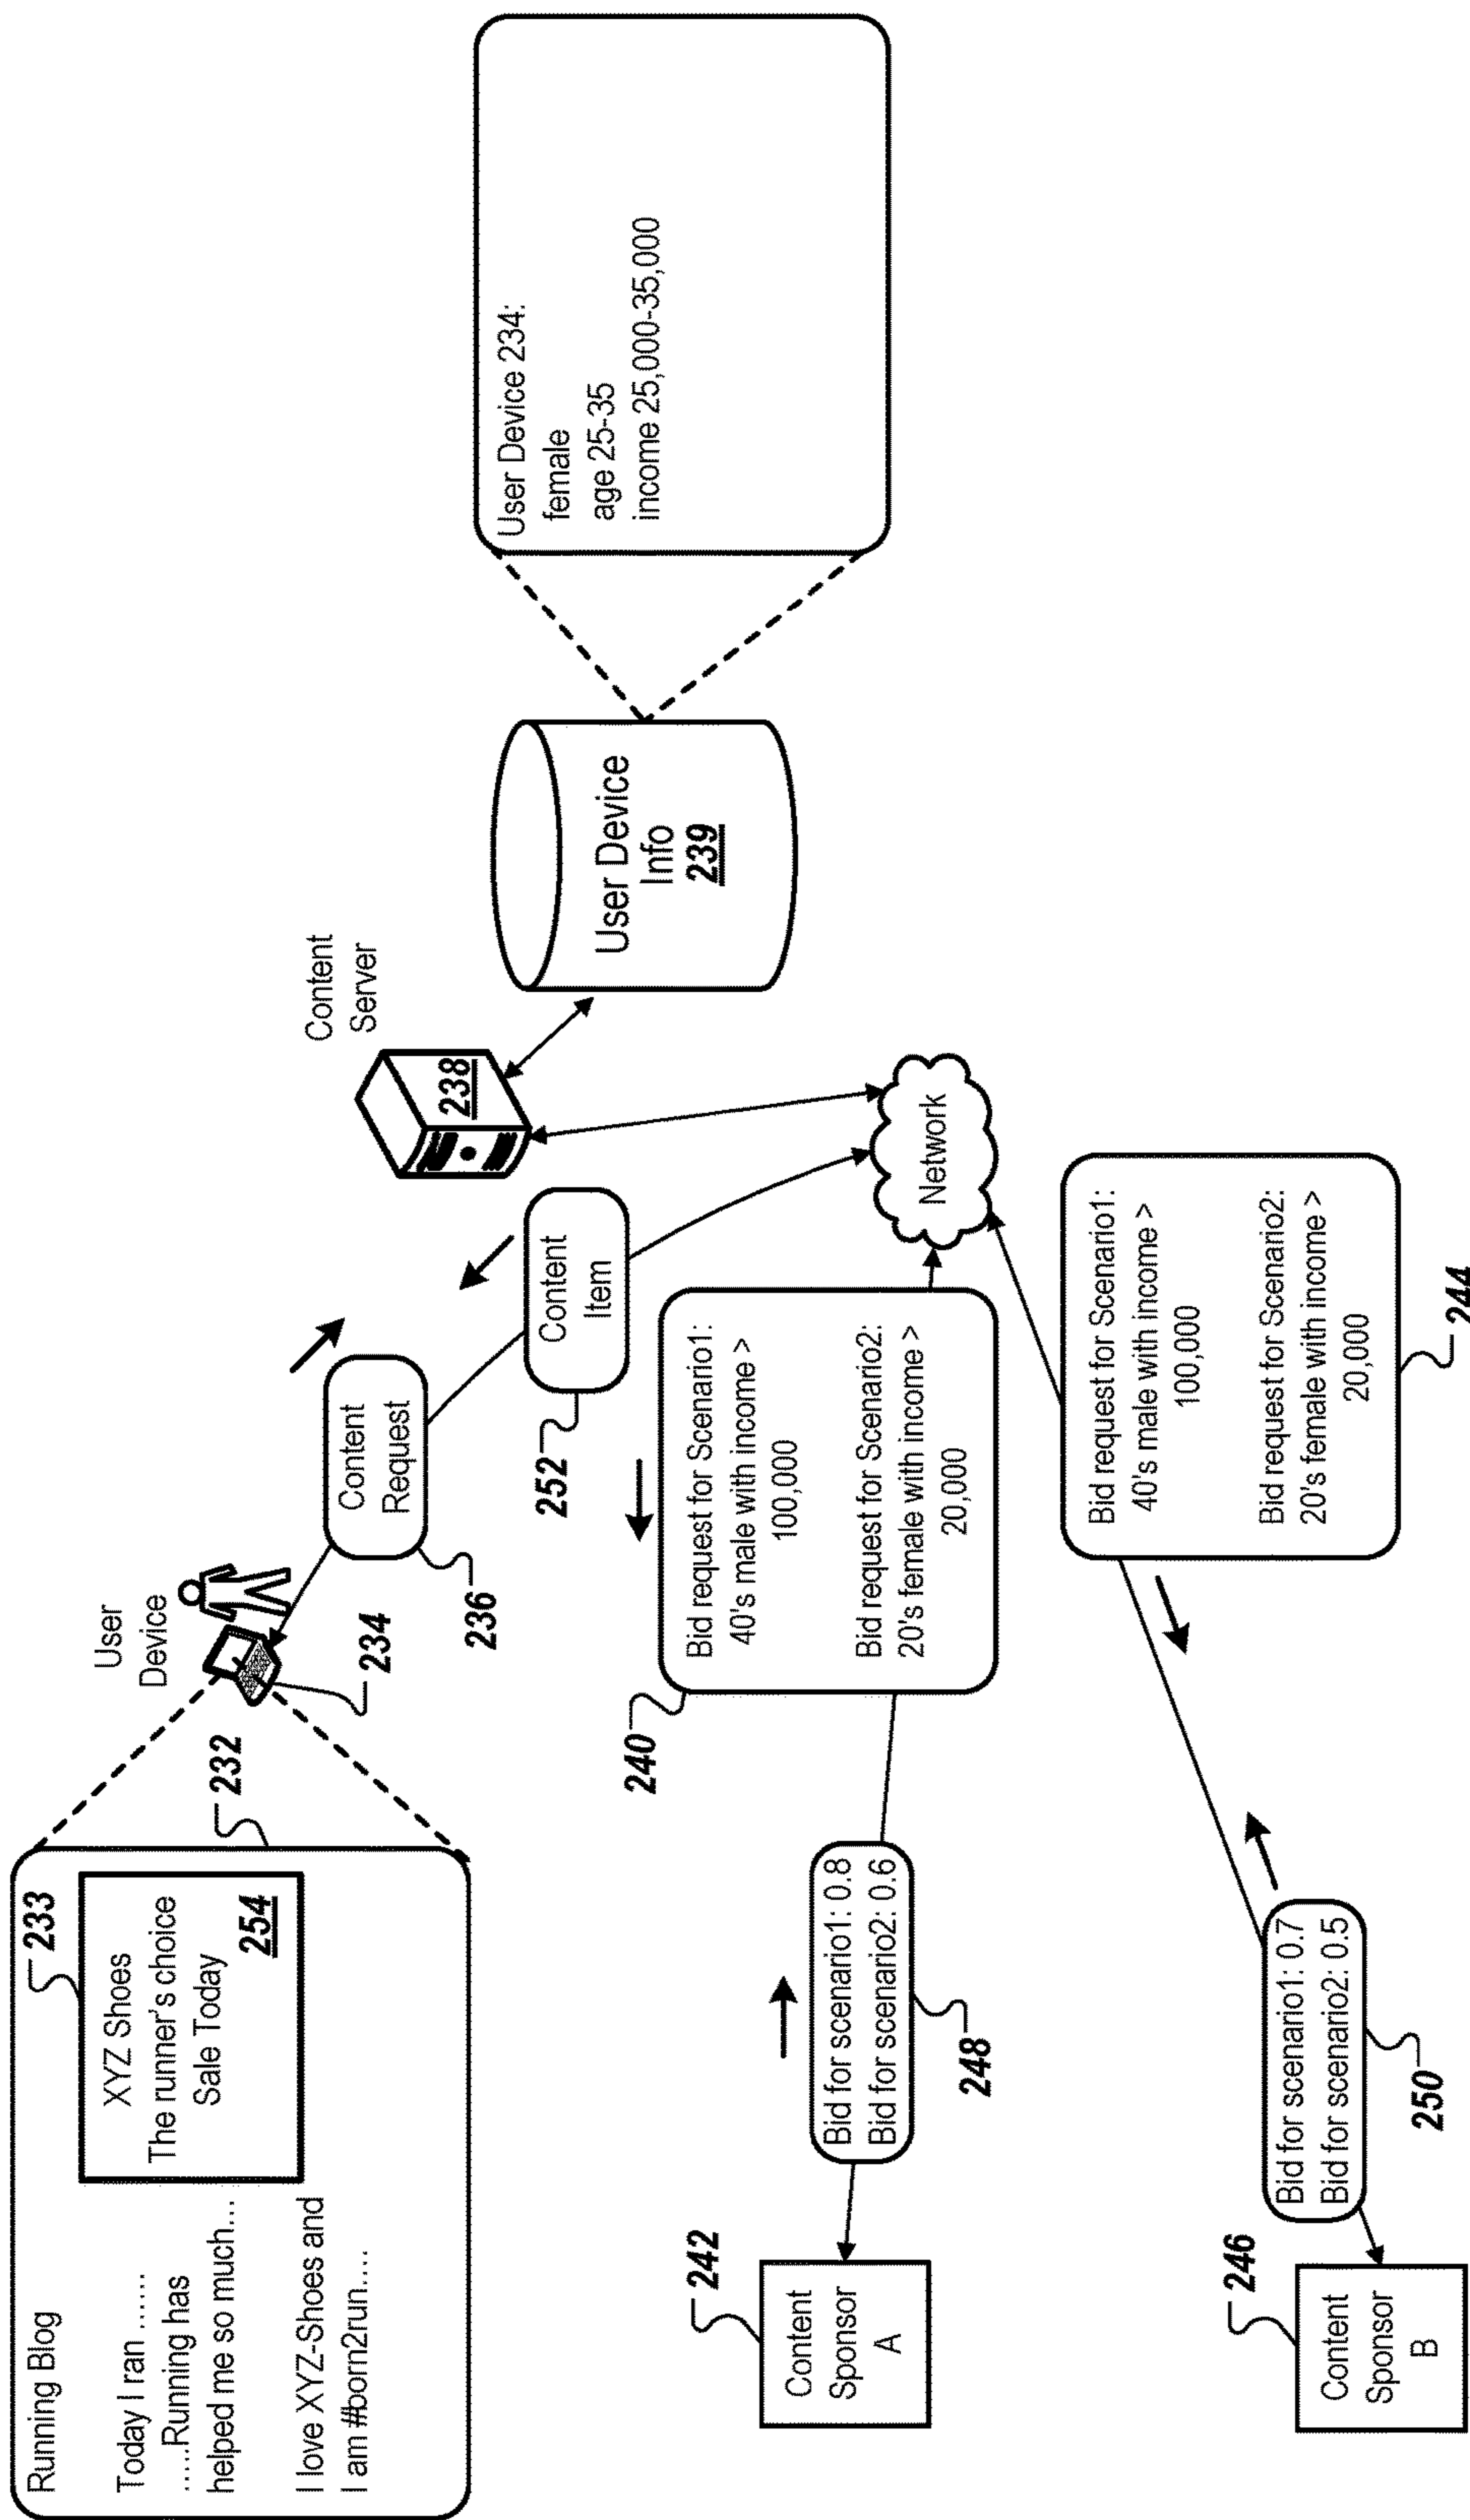 Running Blog
233
XYZ Shoes
The runner's choice
Sale Today
254
Today I ran ......
.....Running has
helped me so much...
I love XYZ-Shoes and
I am #born2run....
232
User
Device
234
Content
Request
236
Content
Item
252
Content
Server
238
User Device
Info
239
User Device 234:
female
age 25-35
income 25,000-35,000
Network
240
Bid request for Scenario1:
40's male with income >
100,000
Bid request for Scenario2:
20's female with income >
20,000
242
Content
Sponsor
A
Bid for scenario1: 0.8
Bid for scenario2: 0.6
248
Bid request for Scenario1:
40's male with income >
100,000
Bid request for Scenario2:
20's female with income >
20,000
244
246
Content
Sponsor
B
Bid for scenario1: 0.7
Bid for scenario2: 0.5
250